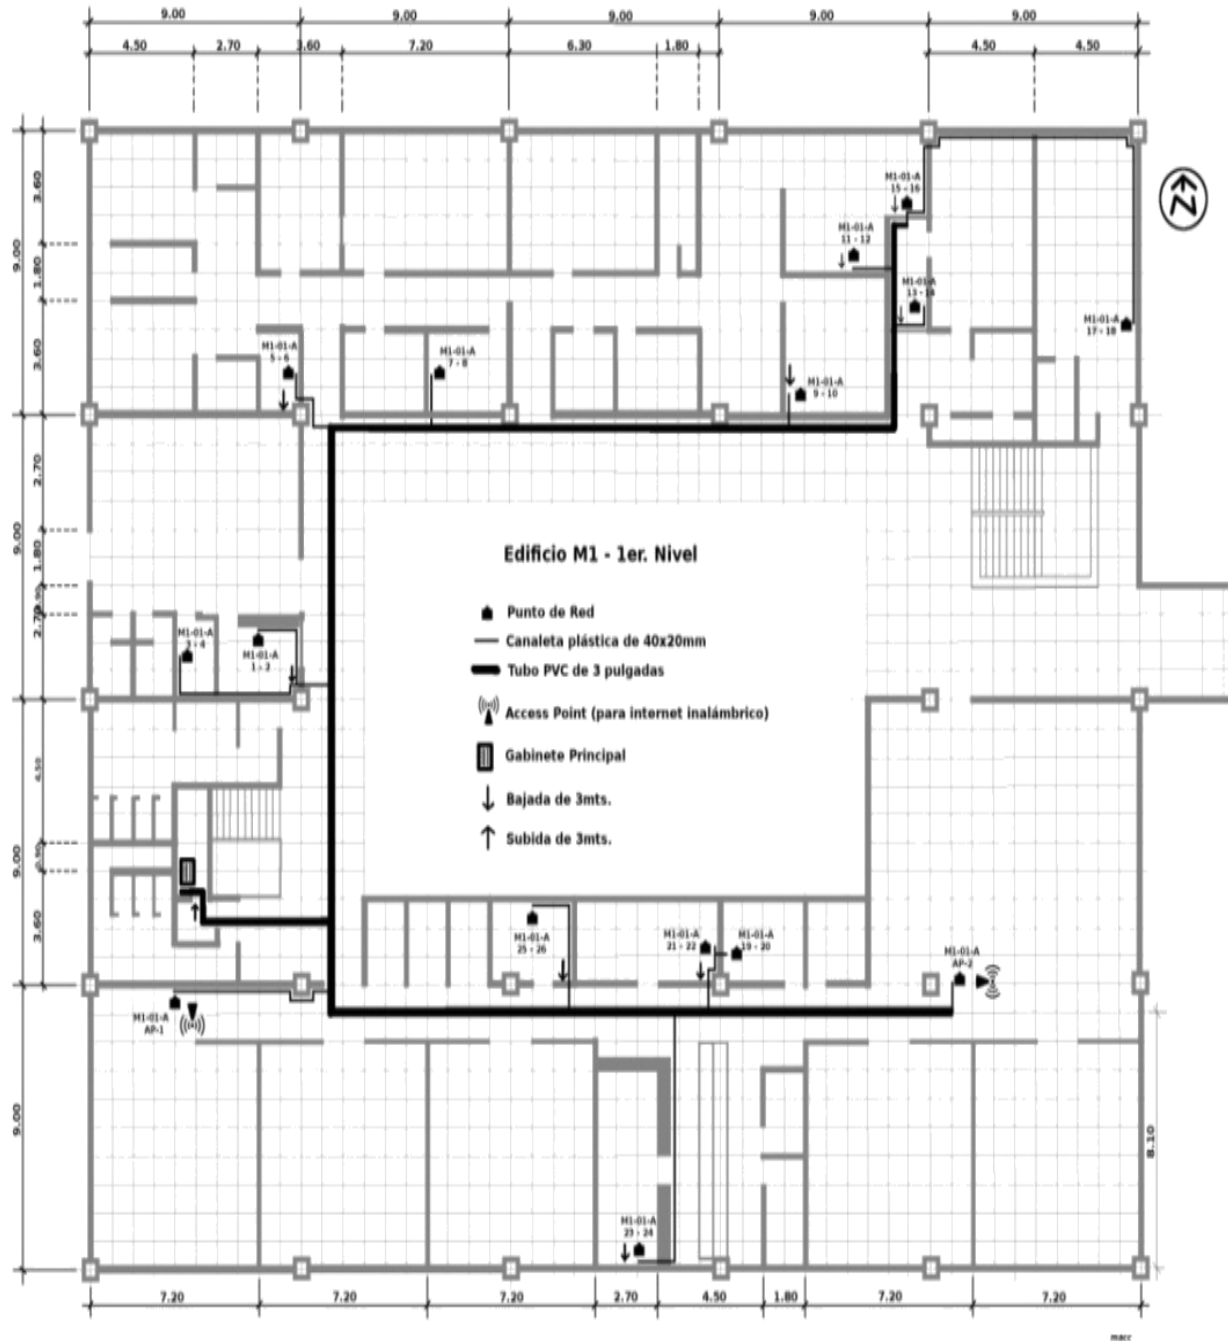 9.00 9.00 9.00 9.00 9.00
4.50 2.70 3.60 7.20 6.30 1.80 4.50 4.50
3.60
9.00
1.80
3.60
2.70
9.00
1.80
0.90
2.70
4.50
9.00
0.90
3.60
9.00
8.10
N
M1-01-A
15 - 16
M1-01-A
11 - 12
M1-01-A
13 - 14
M1-01-A
17 - 18
M1-01-A
5 - 6
M1-01-A
7 - 8
M1-01-A
9 - 10
M1-01-A
3 - 4
M1-01-A
1 - 2
Edificio M1 - 1er. Nivel
Punto de Red
Canaleta plástica de 40x20mm
Tubo PVC de 3 pulgadas
Access Point (para internet inalámbrico)
Gabinete Principal
Bajada de 3mts.
Subida de 3mts.
M1-01-A
25 - 26
M1-01-A
21 - 22
M1-01-A
19 - 20
M1-01-A
AP-2
M1-01-A
AP-1
M1-01-A
23 - 24
7.20 7.20 7.20 2.70 4.50 1.80 7.20 7.20
macr